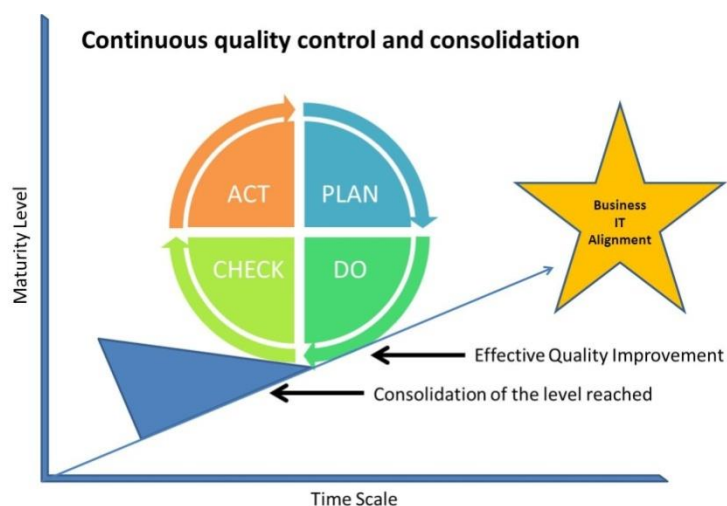 Continuous quality control and consolidation
ACT
PLAN
CHECK
DO
Business
IT
Alignment
Maturity Level
Effective Quality Improvement
Consolidation of the level reached
Time Scale